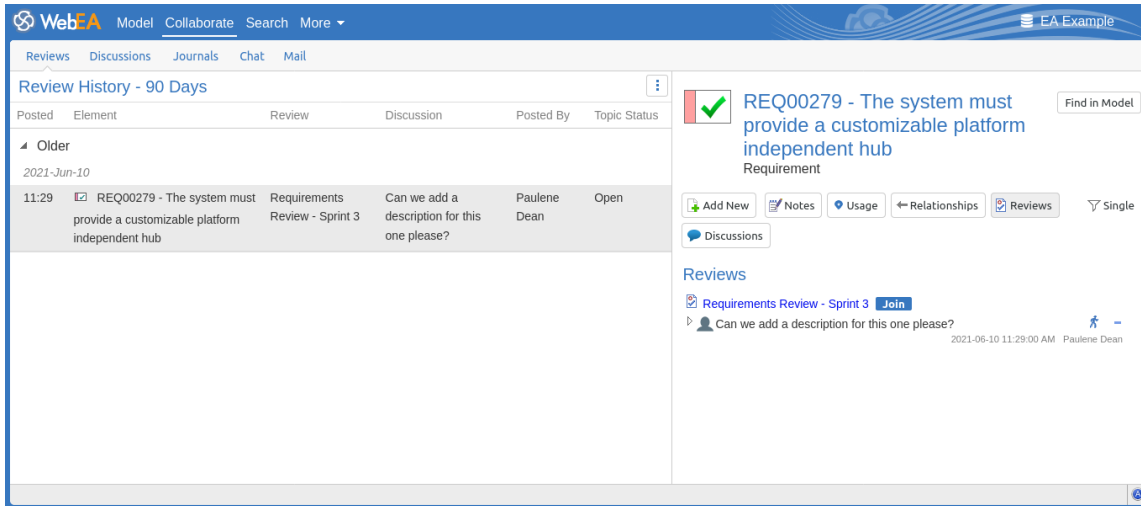 WebEA Model Collaborate Search More EA Example
Reviews Discussions Journals Chat Mail
Review History - 90 Days
Posted Element Review Discussion Posted By Topic Status
Older
2021-Jun-10
11:29 REQ00279 - The system must Requirements Can we add a Paulene Open
provide a customizable platform Review - Sprint 3 description for this Dean
independent hub one please?
REQ00279 - The system must Find in Model
provide a customizable platform
independent hub
Requirement
Add New Notes Usage Relationships Reviews Single
Discussions
Reviews
Requirements Review - Sprint 3 Join
Can we add a description for this one please?
2021-06-10 11:29:00 AM Paulene Dean